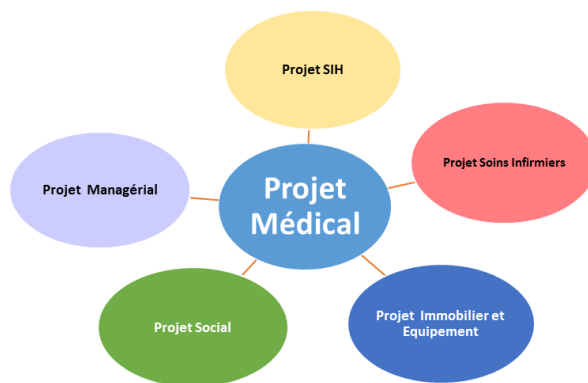 Projet SIH
Projet Soins Infirmiers
Projet Managérial
Projet
Médical
Projet Immobilier et
Equipement
Projet Social